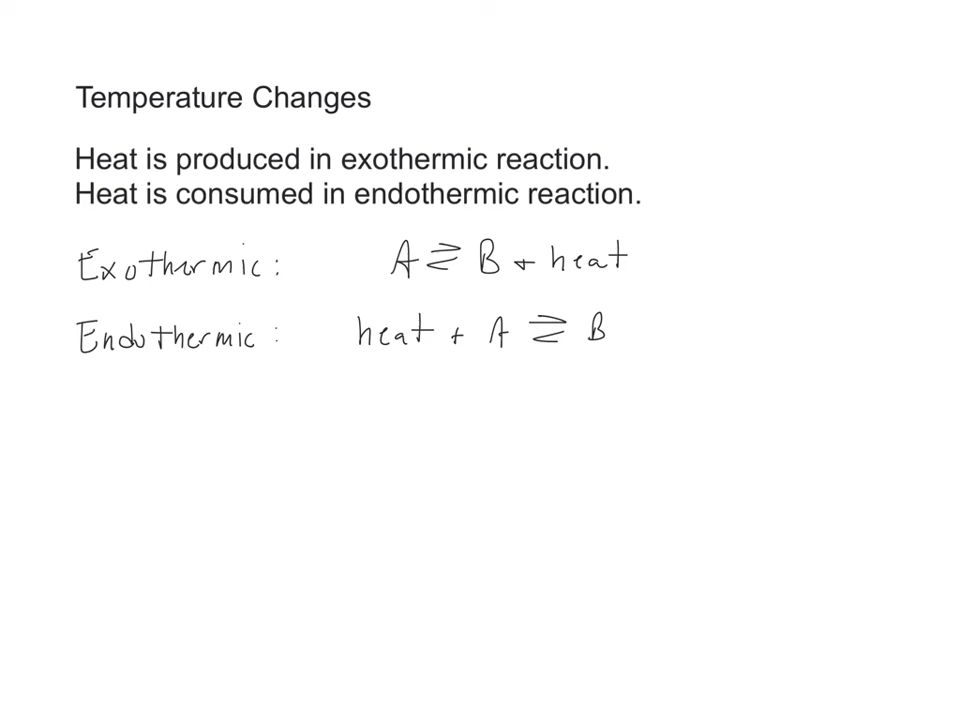 Temperature Changes
Heat is produced in exothermic reaction.
Heat is consumed in endothermic reaction.
Exothermic: A ⇄ B + heat
Endothermic: heat + A ⇄ B